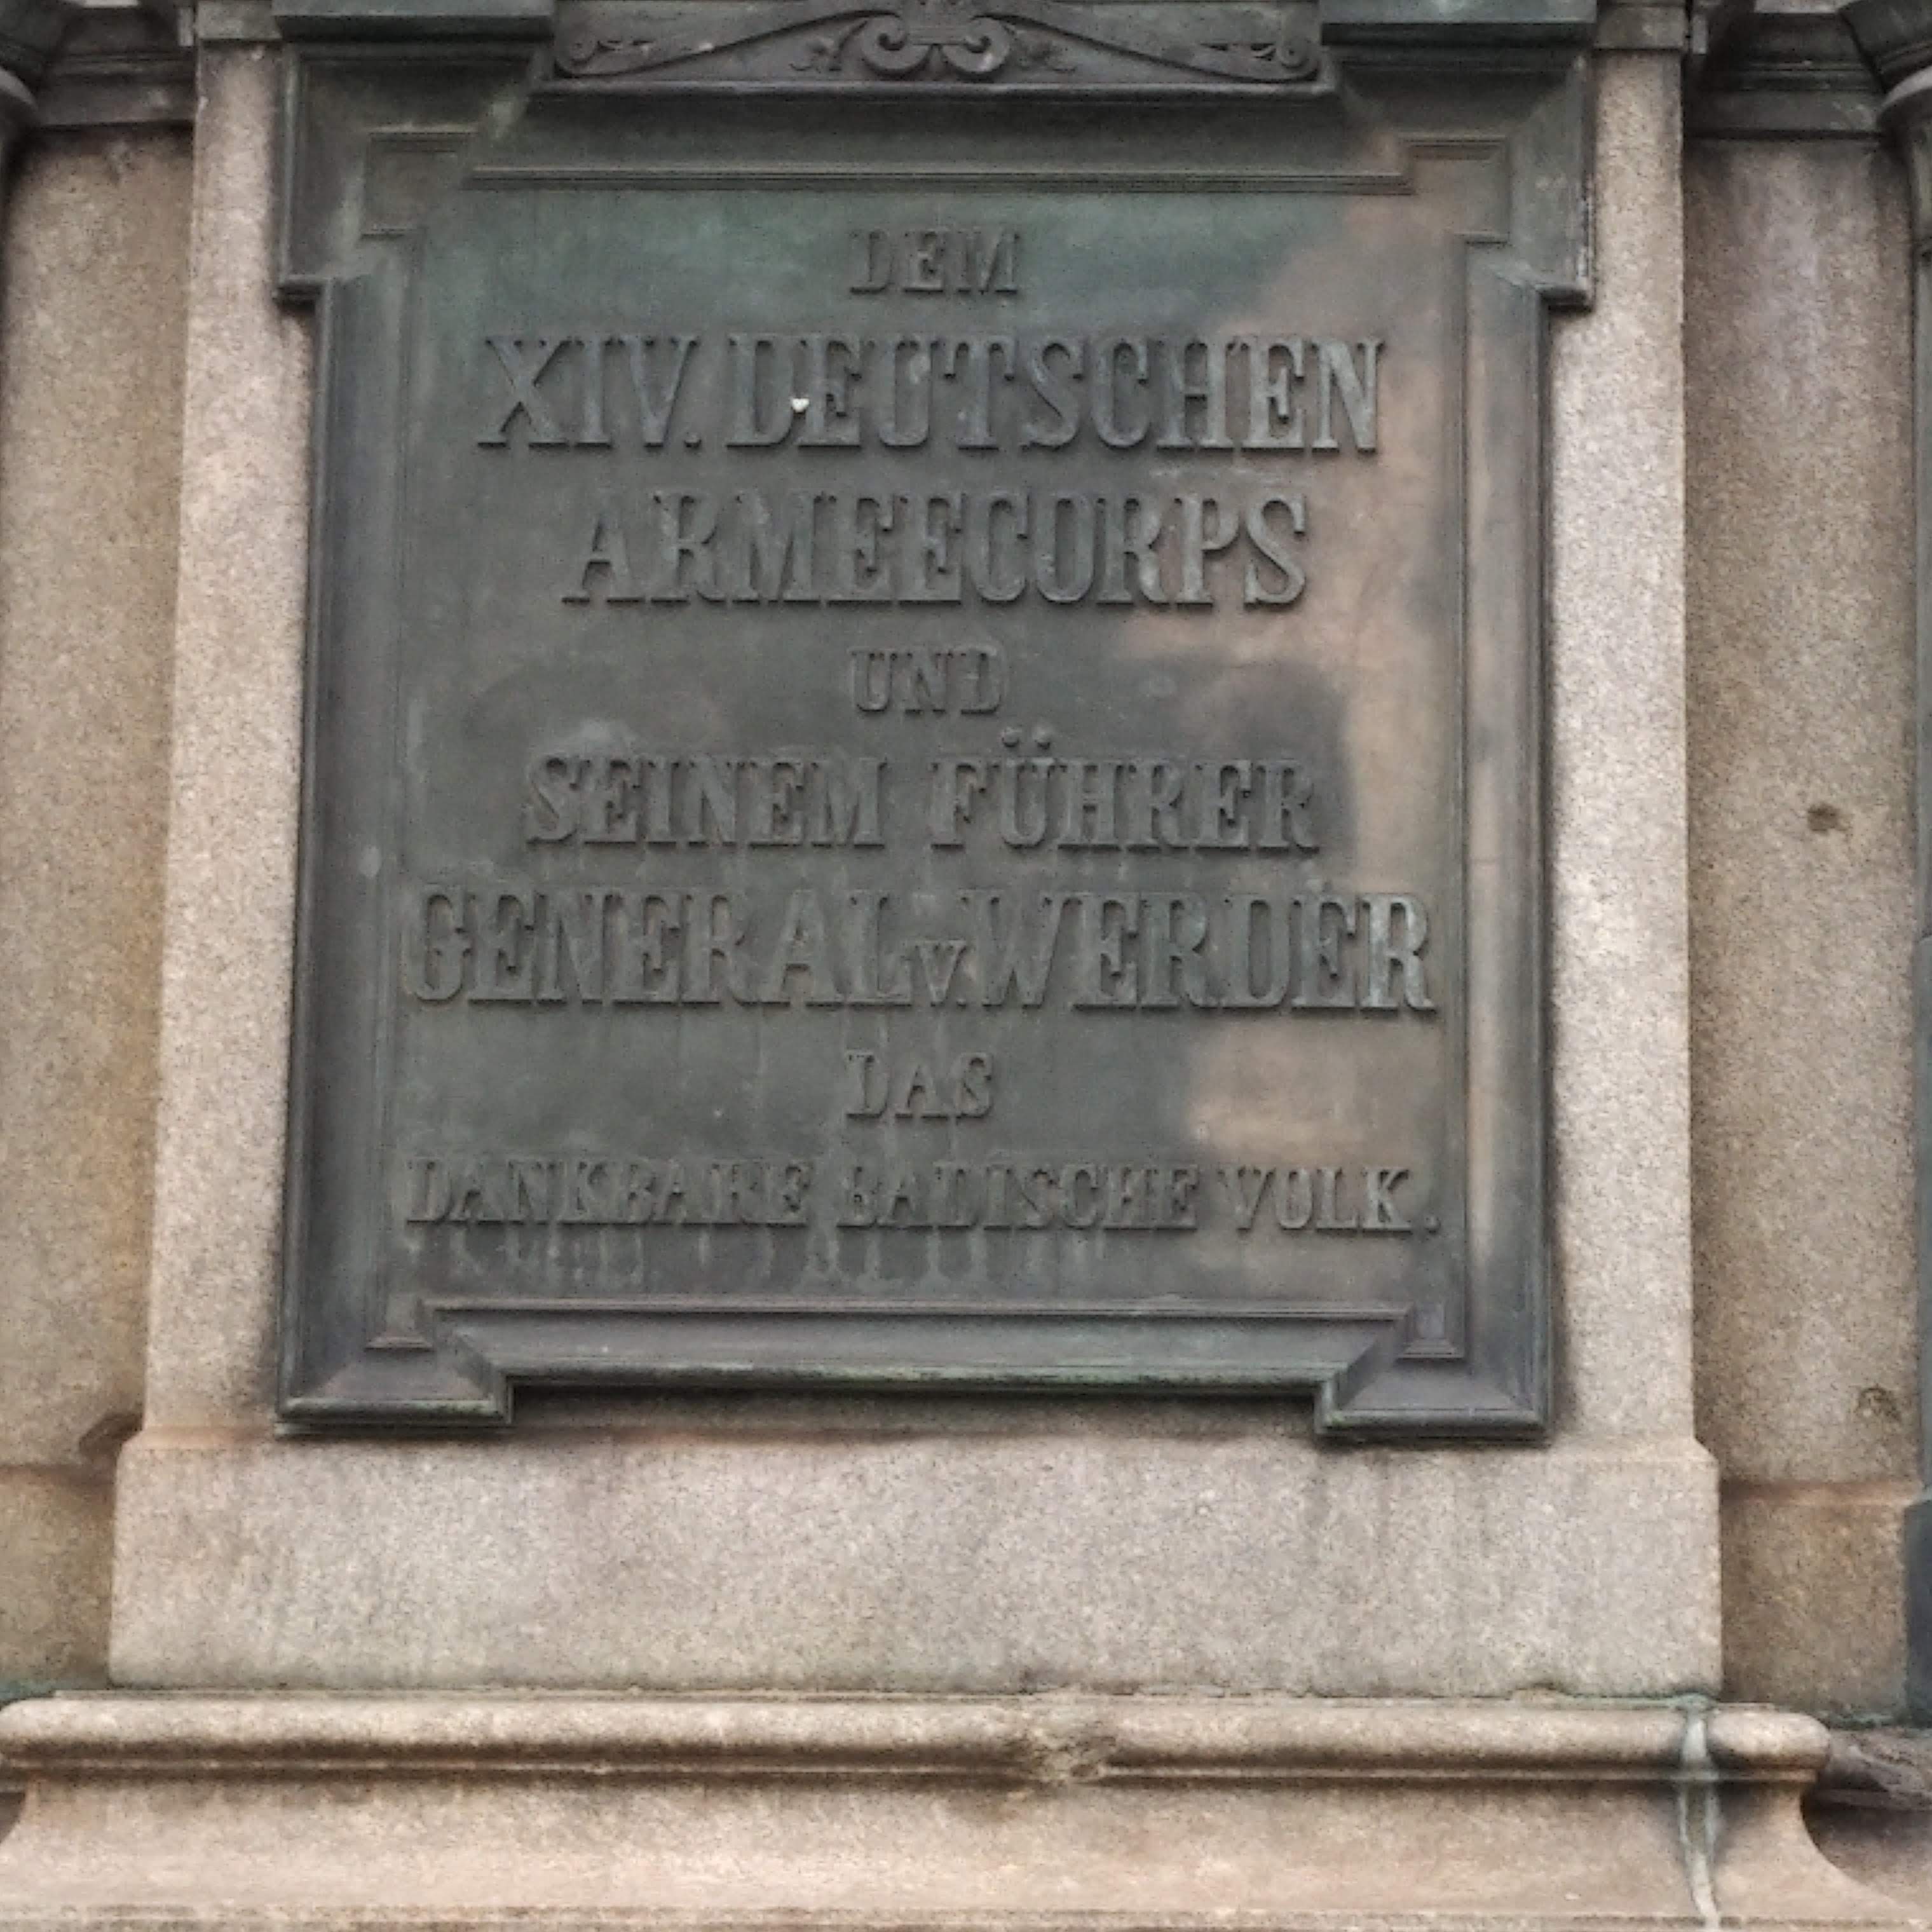 DEM
XIV. DEUTSCHEN
ARMEECORPS
UND
SEINEM FÜHRER
GENERAL v. WERDER
DAS
DANKBARE BADISCHE VOLK.